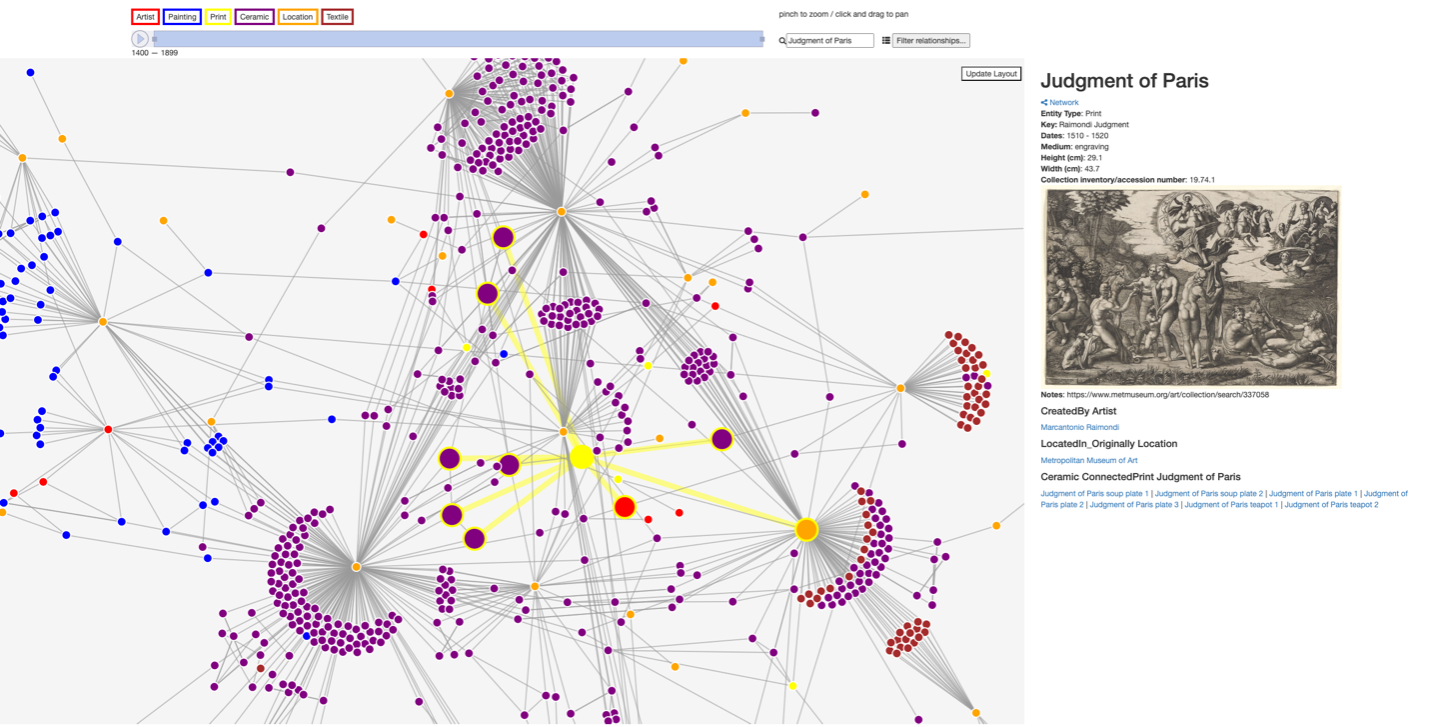 Artist Painting Print Ceramic Location Textile
pinch to zoom / click and drag to pan
Judgment of Paris Filter relationships...
1400 — 1899
Update Layout
Judgment of Paris
Network
Entity Type: Print
Key: Raimondi Judgment
Dates: 1510 - 1520
Medium: engraving
Height (cm): 29.1
Width (cm): 43.7
Collection inventory/accession number: 19.74.1
Notes: https://www.metmuseum.org/art/collection/search/337058
CreatedBy Artist
Marcantonio Raimondi
LocatedIn_Originally Location
Metropolitan Museum of Art
Ceramic ConnectedPrint Judgment of Paris
Judgment of Paris soup plate 1 | Judgment of Paris soup plate 2 | Judgment of Paris plate 1 | Judgment of
Paris plate 2 | Judgment of Paris plate 3 | Judgment of Paris teapot 1 | Judgment of Paris teapot 2